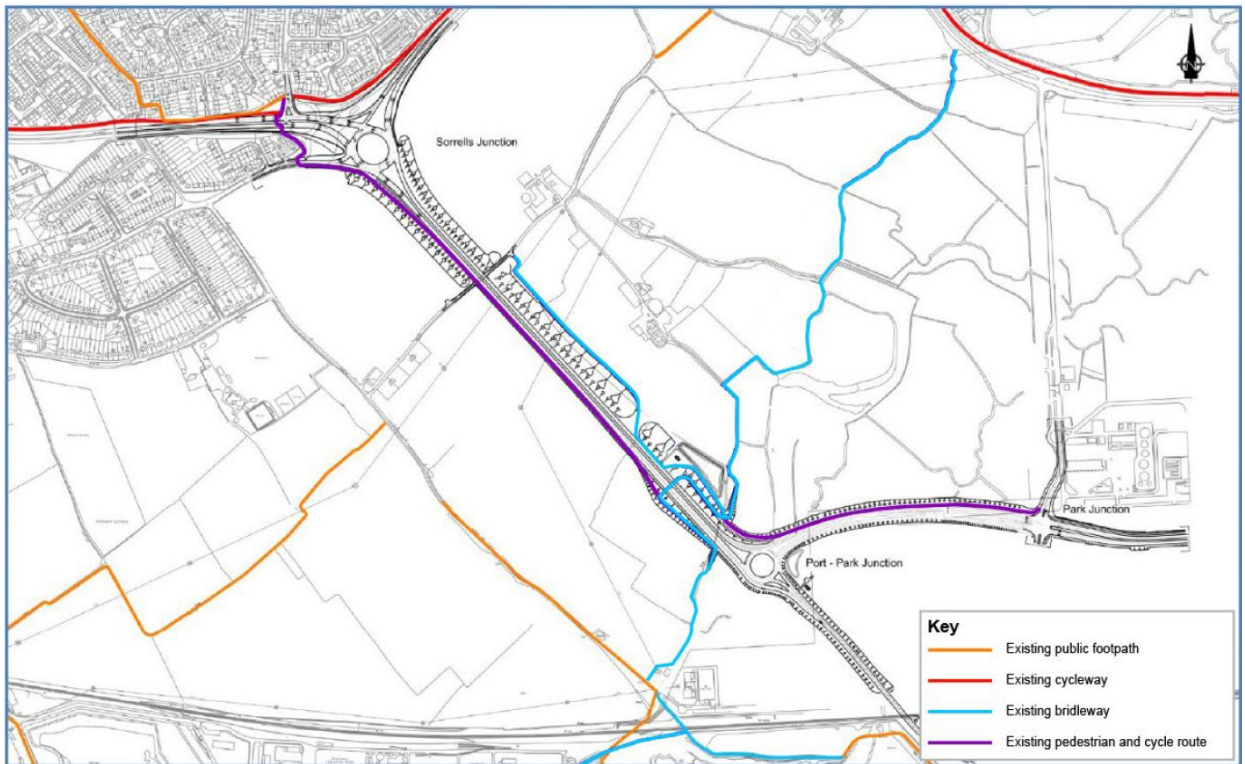 N
Sorrells Junction
Park Junction
Port - Park Junction
Key
Existing public footpath
Existing cycleway
Existing bridleway
Existing pedestrian and cycle route